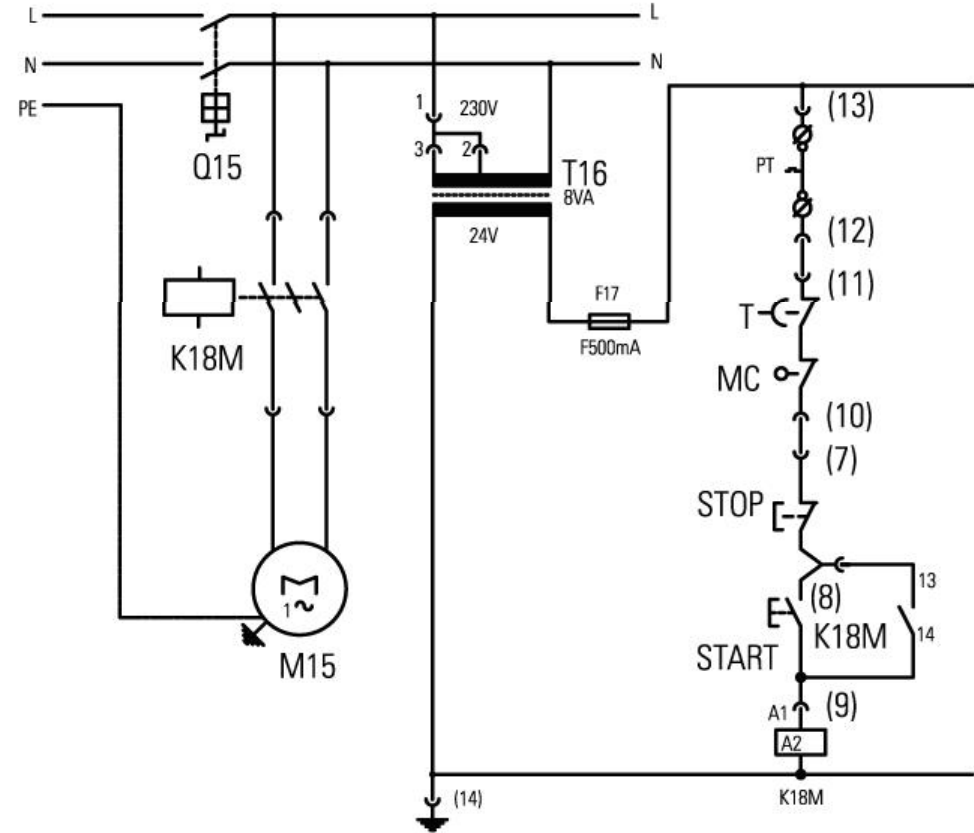 L
L
N
N
PE
Q15
1
230V
3
2
T16
8VA
24V
(13)
PT
(12)
(11)
F17
F500mA
T
K18M
MC
(10)
(7)
STOP
13
(8)
K18M
14
START
1
M15
A1
(9)
A2
K18M
(14)